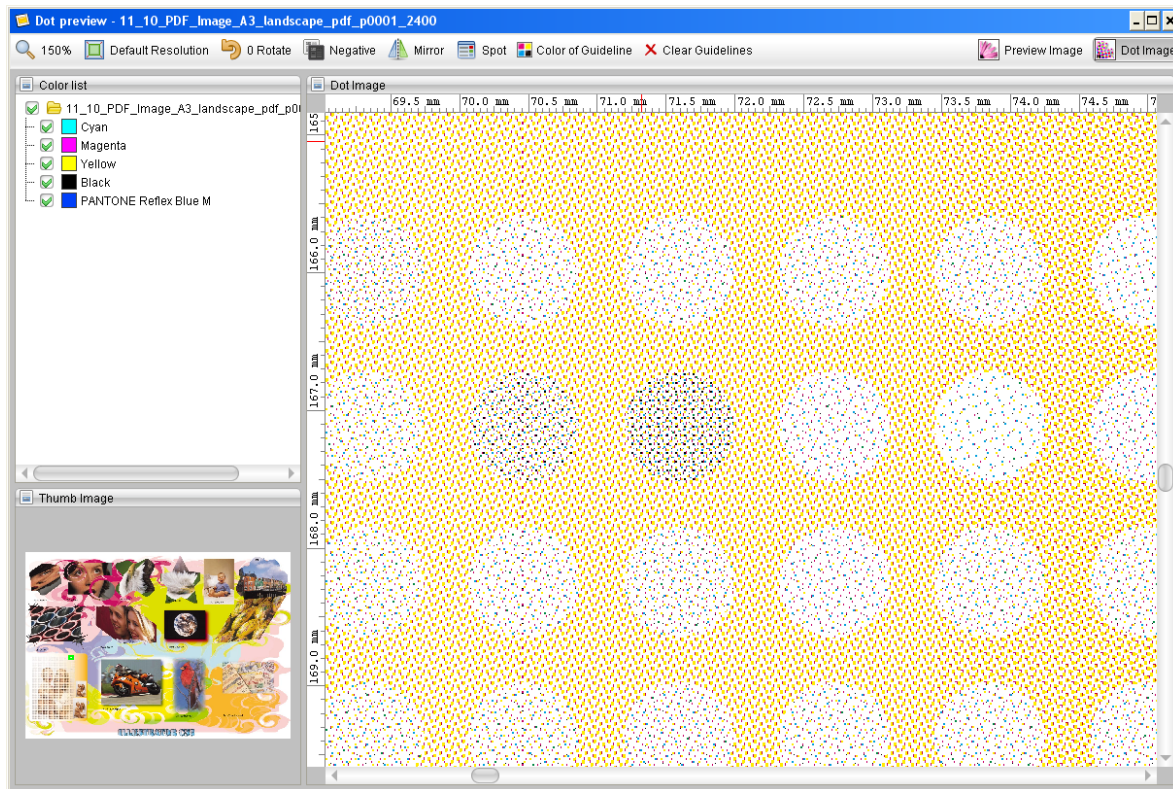 Dot preview - 11_10_PDF_Image_A3_landscape_pdf_p0001_2400
150% Default Resolution 0 Rotate Negative Mirror Spot Color of Guideline Clear Guidelines Preview Image Dot Image
Color list
11_10_PDF_Image_A3_landscape_pdf_p0
Cyan
Magenta
Yellow
Black
PANTONE Reflex Blue M
Thumb Image
Dot Image
69.5 mm 70.0 mm 70.5 mm 71.0 mm 71.5 mm 72.0 mm 72.5 mm 73.0 mm 73.5 mm 74.0 mm 74.5 mm 7
165
166.0 mm
167.0 mm
168.0 mm
169.0 mm